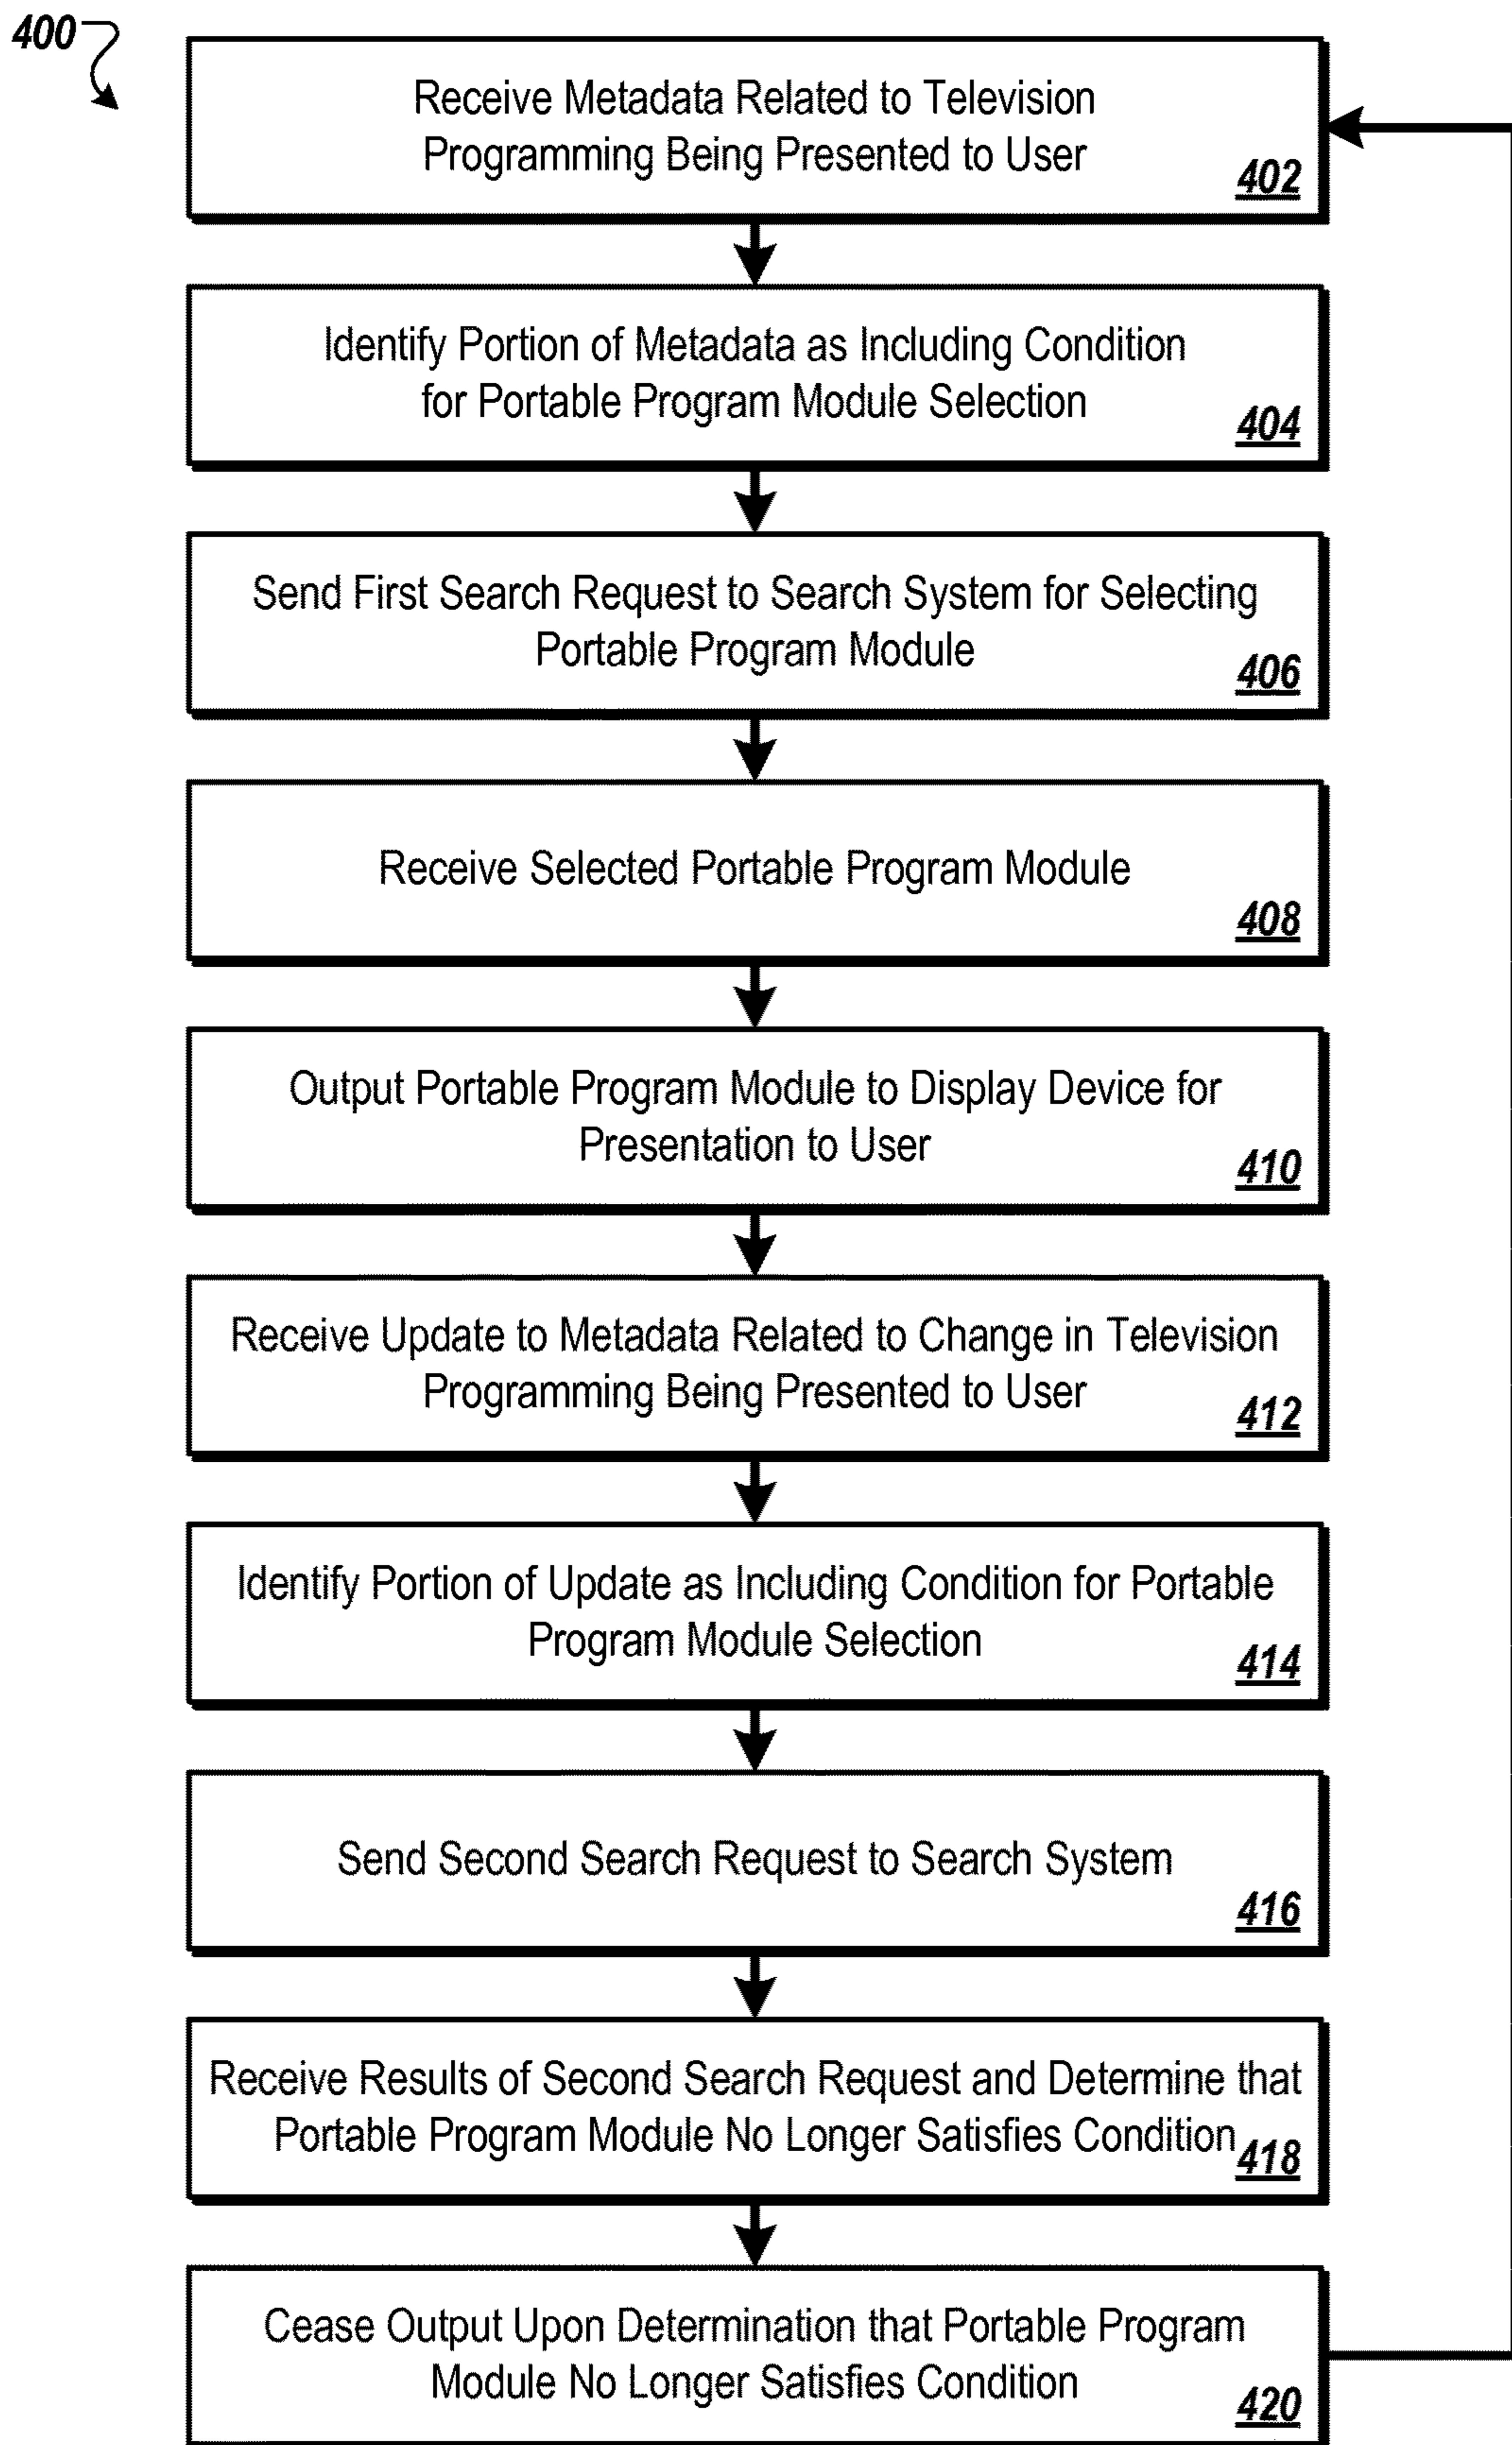 400
Receive Metadata Related to Television
Programming Being Presented to User
402
Identify Portion of Metadata as Including Condition
for Portable Program Module Selection
404
Send First Search Request to Search System for Selecting
Portable Program Module
406
Receive Selected Portable Program Module
408
Output Portable Program Module to Display Device for
Presentation to User
410
Receive Update to Metadata Related to Change in Television
Programming Being Presented to User
412
Identify Portion of Update as Including Condition for Portable
Program Module Selection
414
Send Second Search Request to Search System
416
Receive Results of Second Search Request and Determine that
Portable Program Module No Longer Satisfies Condition
418
Cease Output Upon Determination that Portable Program
Module No Longer Satisfies Condition
420